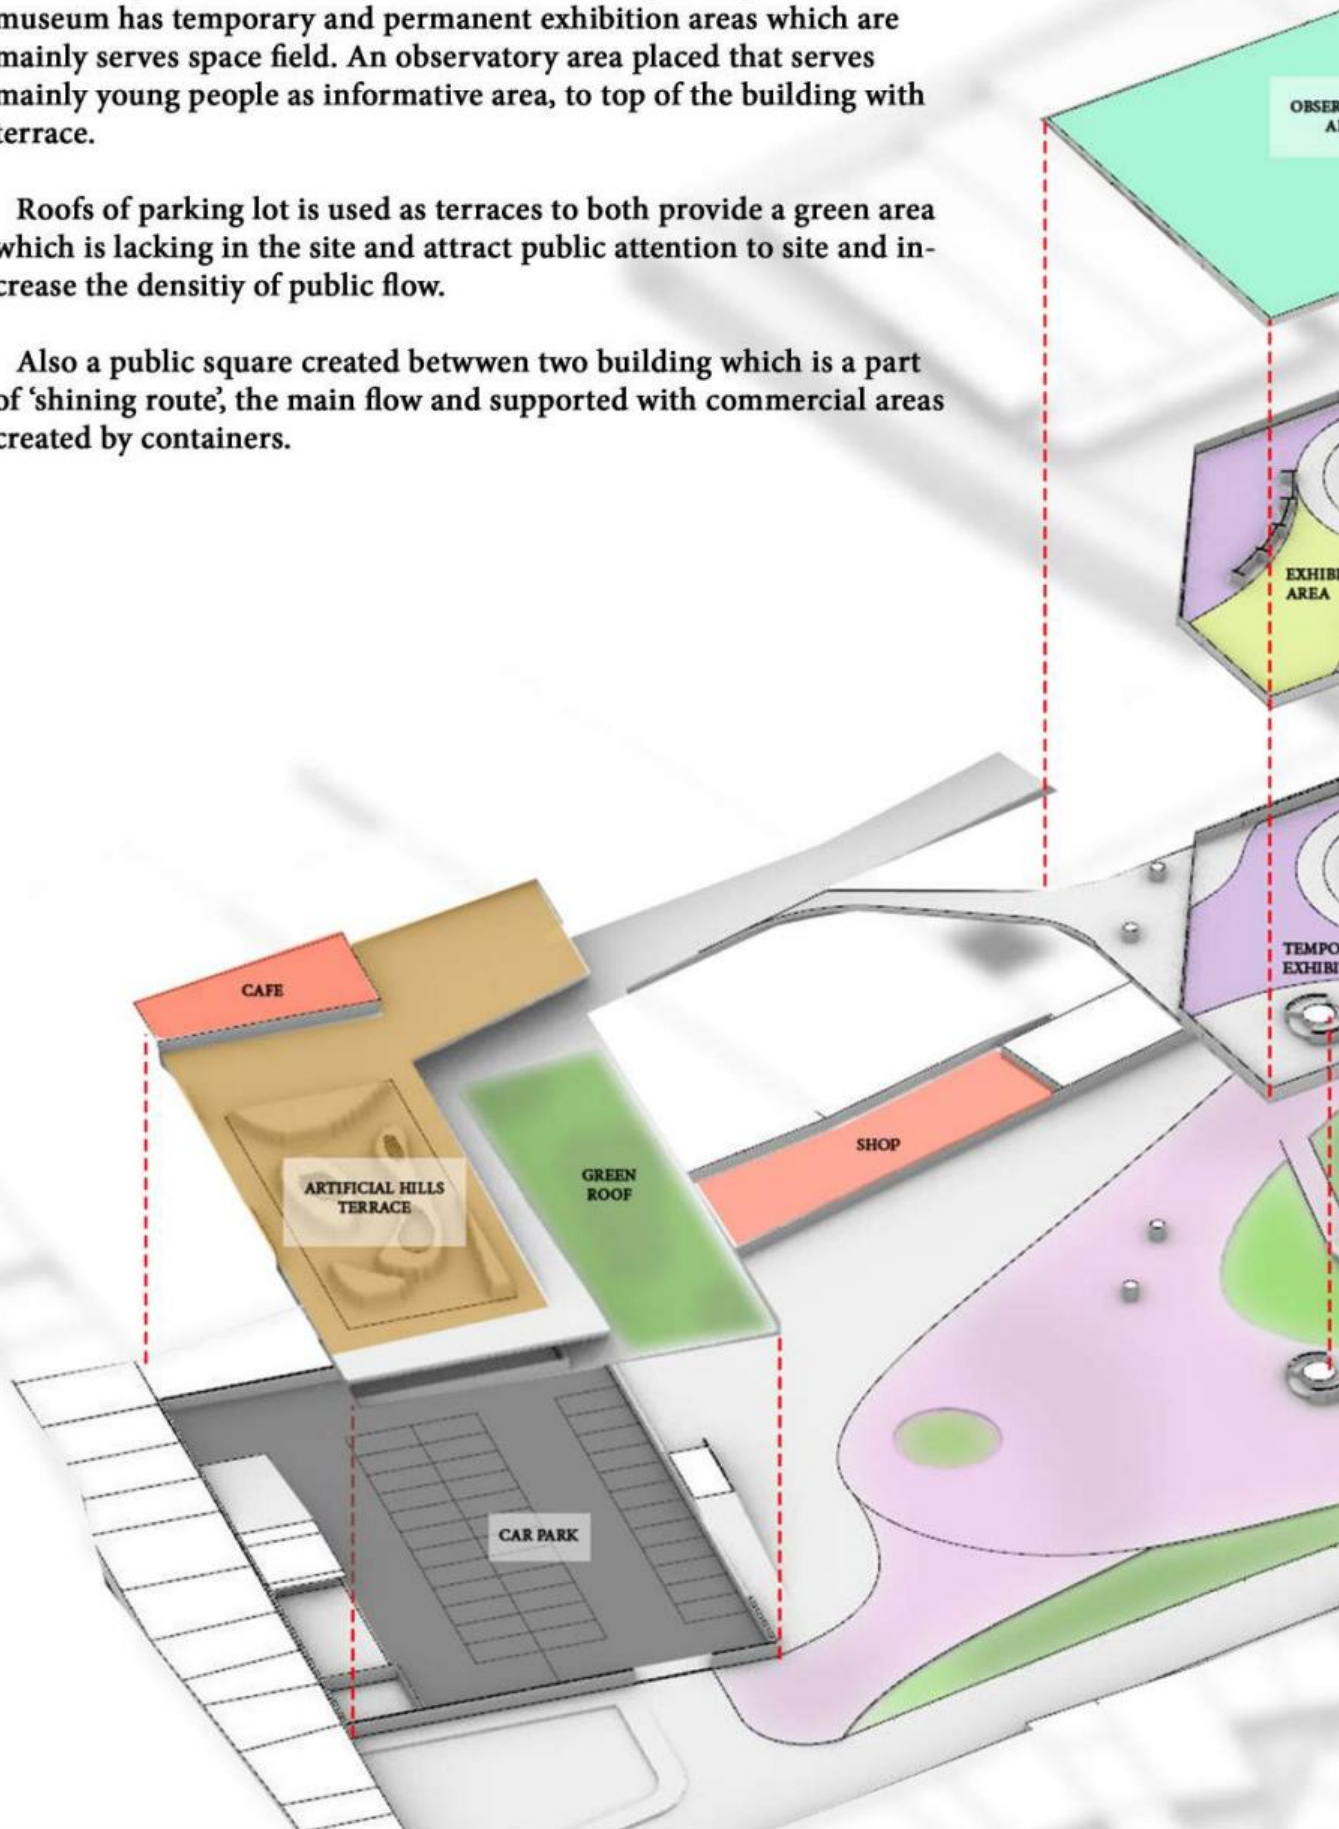 museum has temporary and permanent exhibition areas which are
mainly serves space field. An observatory area placed that serves
mainly young people as informative area, to top of the building with
terrace.
Roofs of parking lot is used as terraces to both provide a green area
which is lacking in the site and attract public attention to site and in-
crease the densitiy of public flow.
Also a public square created betwwen two building which is a part
of ‘shining route’, the main flow and supported with commercial areas
created by containers.
OBSER
A
EXHIBI
AREA
TEMPO
EXHIBI
CAFE
SHOP
ARTIFICIAL HILLS
TERRACE
GREEN
ROOF
CAR PARK